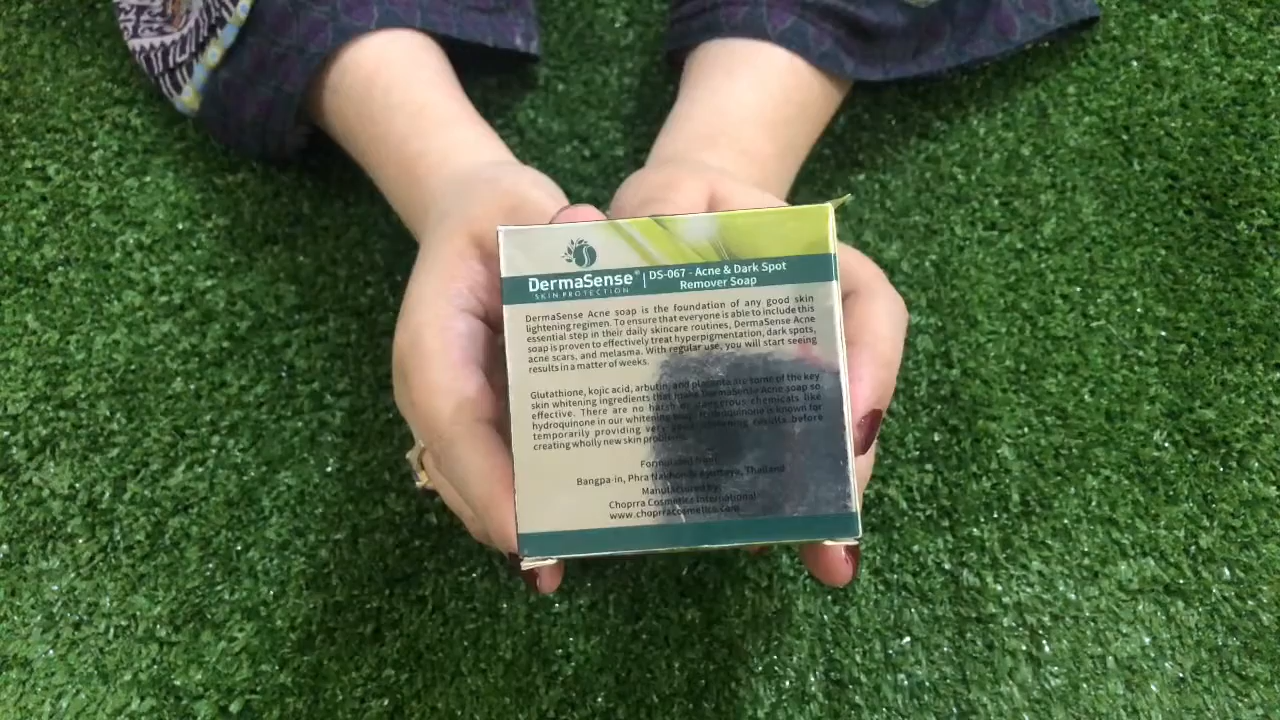 DermaSense®
SKIN PROTECTION
DS-067 - Acne & Dark Spot
Remover Soap
DermaSense Acne soap is the foundation of any good skin
lightening regimen. To ensure that everyone is able to include this
essential step in their daily skincare routines, DermaSense Acne
soap is proven to effectively treat hyperpigmentation, dark spots,
acne scars, and melasma. With regular use, you will start seeing
results in a matter of weeks.
Glutathione, kojic acid, arbutin, and placenta are some of the key
skin whitening ingredients that make DermaSense Acne soap so
effective. There are no harsh or dangerous chemicals like
hydroquinone in our whitening soap. Hydroquinone is known for
temporarily providing very good whitening results before
creating wholly new skin problems.
Formulated from:
Bangpa-in, Phra Nakhon Si Ayuttaya, Thailand
Manufactured by:
Choprra Cosmetics International
www.choprracosmetics.com